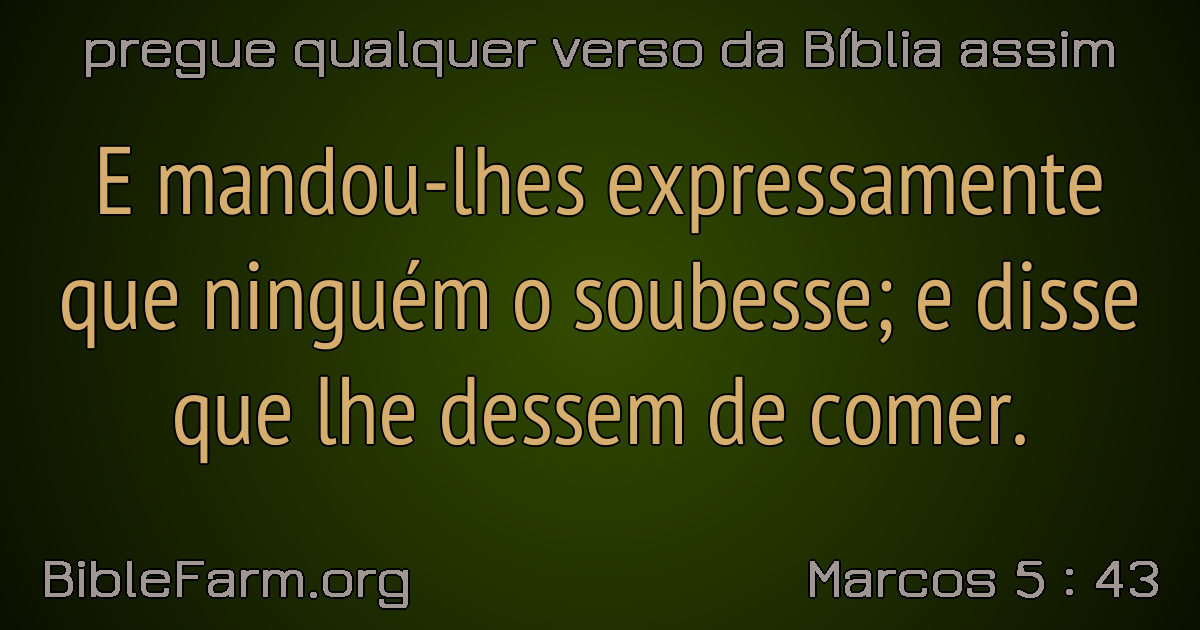 pregue qualquer verso da Bíblia assim
E mandou-lhes expressamente
que ninguém o soubesse; e disse
que lhe dessem de comer.
BibleFarm.org
Marcos 5 : 43